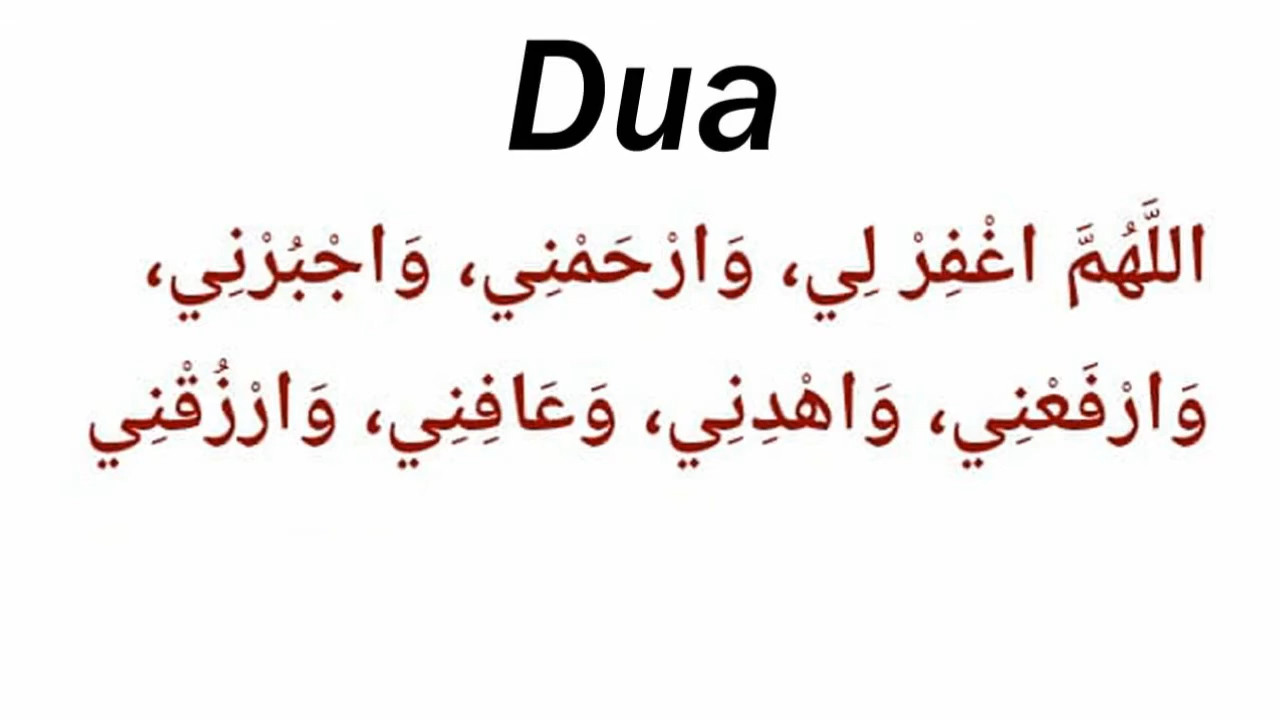 Dua
اللَّهُمَّ اغْفِرْ لِي، وَارْحَمْنِي، وَاجْبُرْنِي،
وَارْفَعْنِي، وَاهْدِنِي، وَعَافِنِي، وَارْزُقْنِي